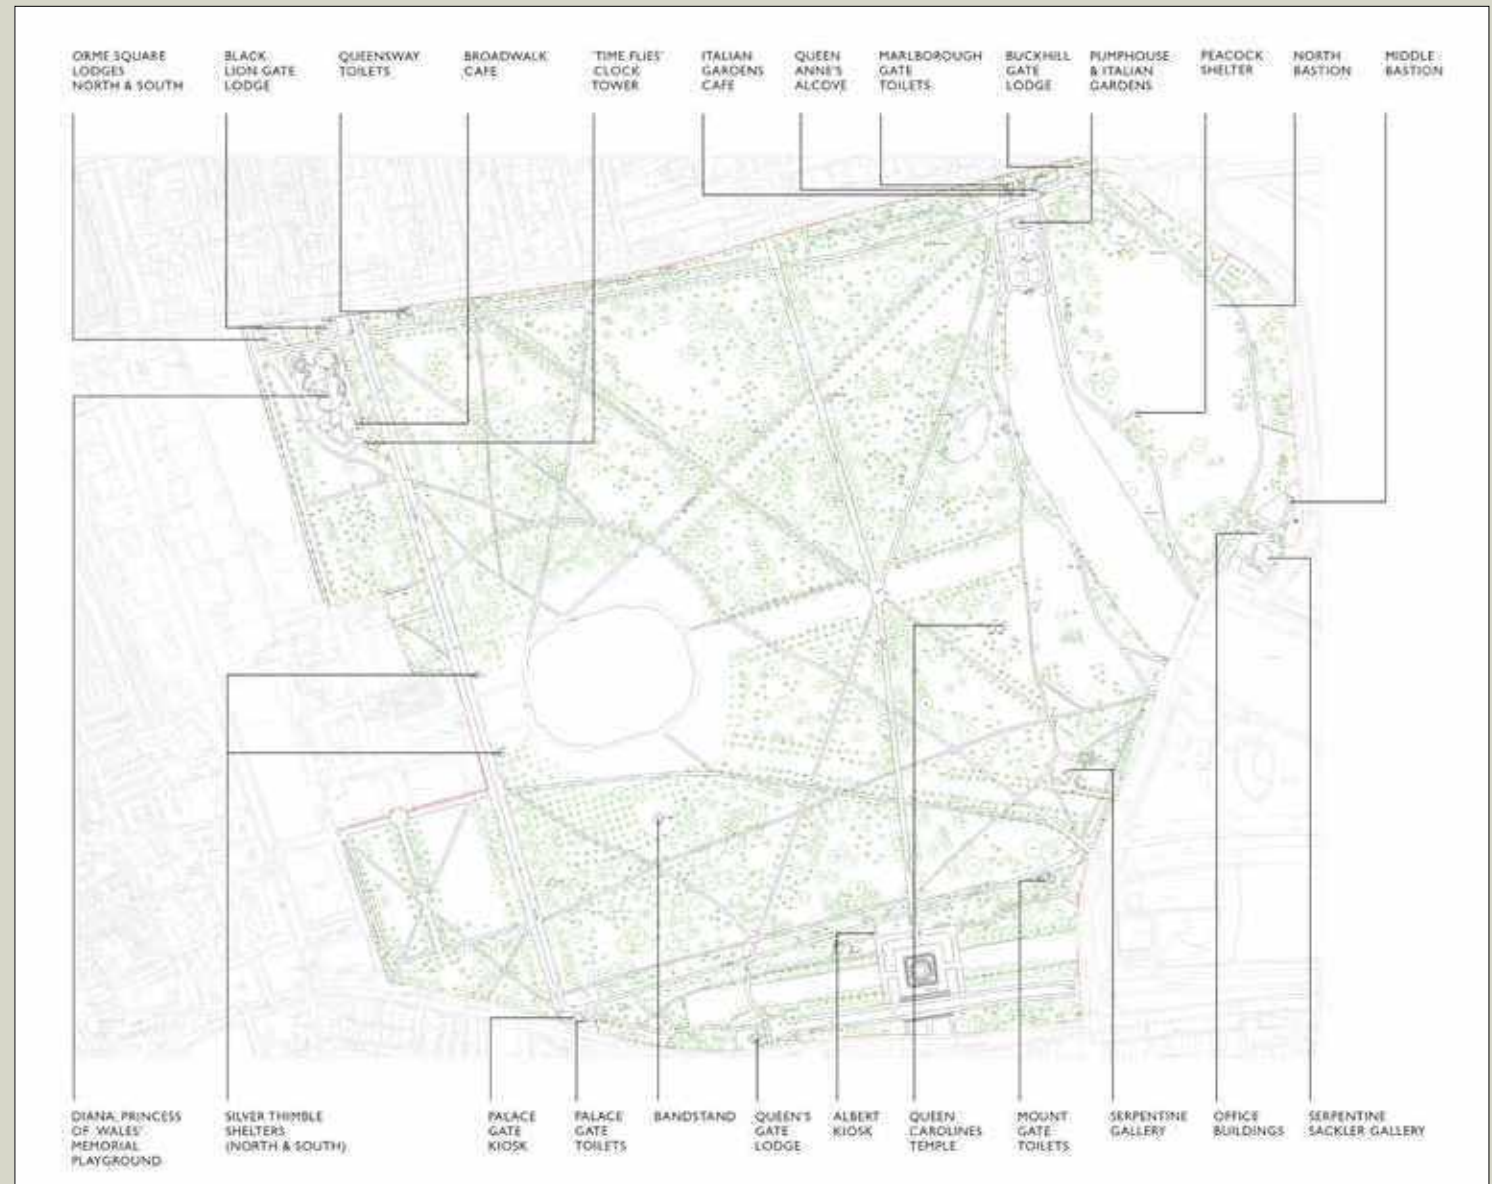 ORME SQUARE
LODGES
NORTH & SOUTH
BLACK
LION GATE
LODGE
QUEENSWAY
TOILETS
BROADWALK
CAFE
'TIME FLIES'
CLOCK
TOWER
ITALIAN
GARDENS
CAFE
QUEEN
ANNE'S
ALCOVE
MARLBOROUGH
GATE
TOILETS
BUCKHILL
GATE
LODGE
PUMPHOUSE
& ITALIAN
GARDENS
PEACOCK
SHELTER
NORTH
BASTION
MIDDLE
BASTION
DIANA, PRINCESS
OF WALES'
MEMORIAL
PLAYGROUND
SILVER THIMBLE
SHELTERS
(NORTH & SOUTH)
PALACE
GATE
KIOSK
PALACE
GATE
TOILETS
BANDSTAND
QUEEN'S
GATE
LODGE
ALBERT
KIOSK
QUEEN
CAROLINES
TEMPLE
MOUNT
GATE
TOILETS
SERPENTINE
GALLERY
OFFICE
BUILDINGS
SERPENTINE
SACKLER GALLERY